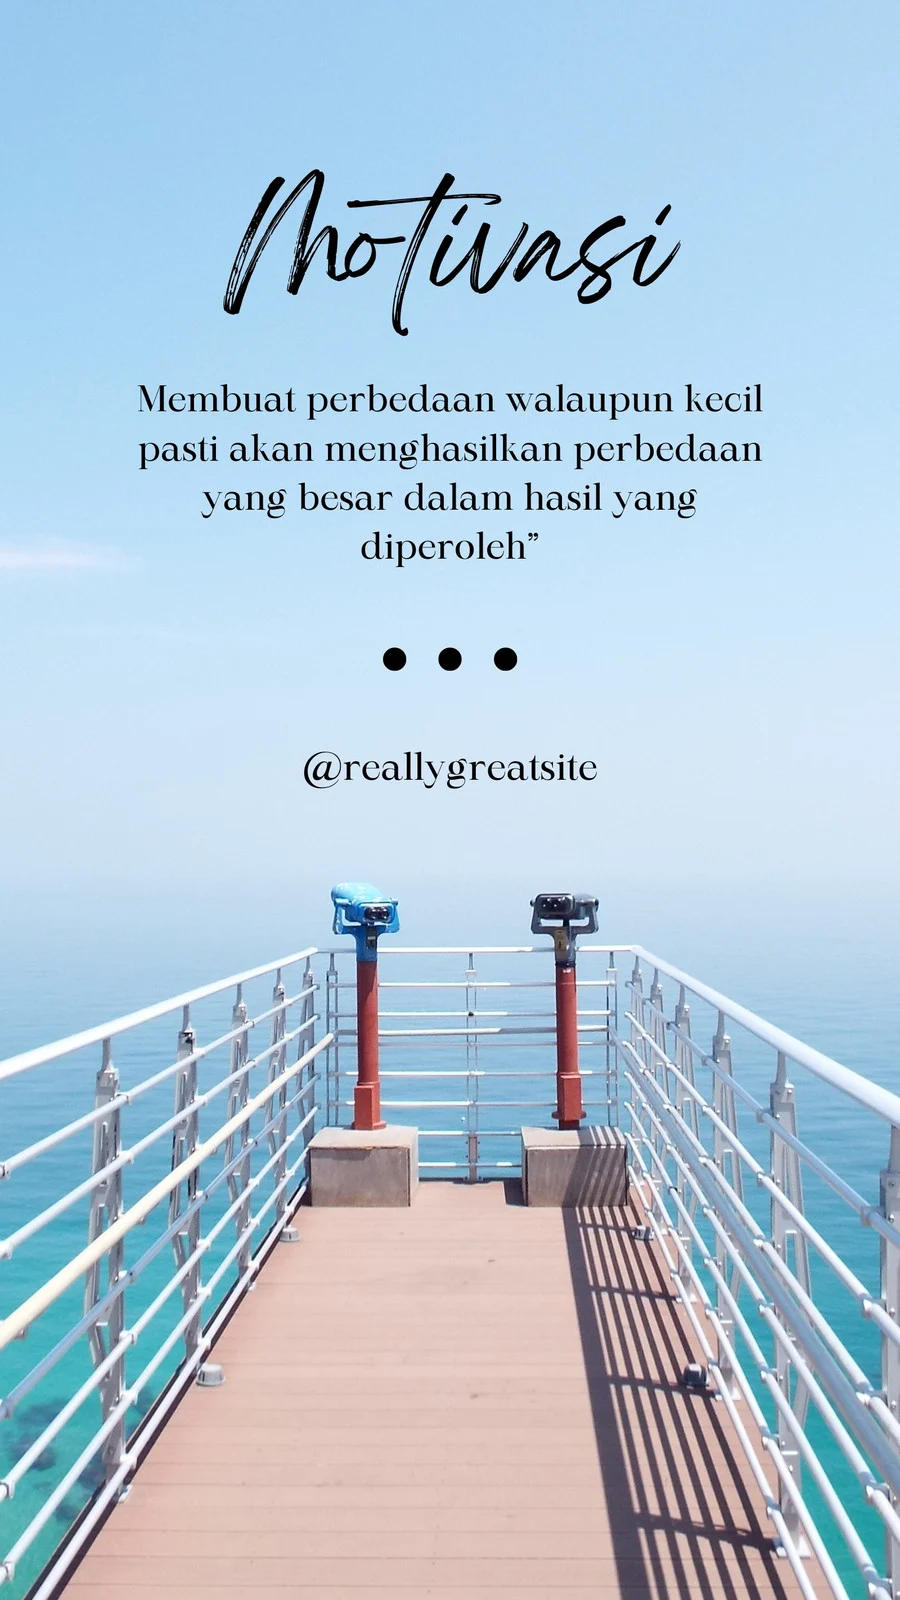 Motivasi
Membuat perbedaan walaupun kecil
pasti akan menghasilkan perbedaan
yang besar dalam hasil yang
diperoleh”
@reallygreatsite